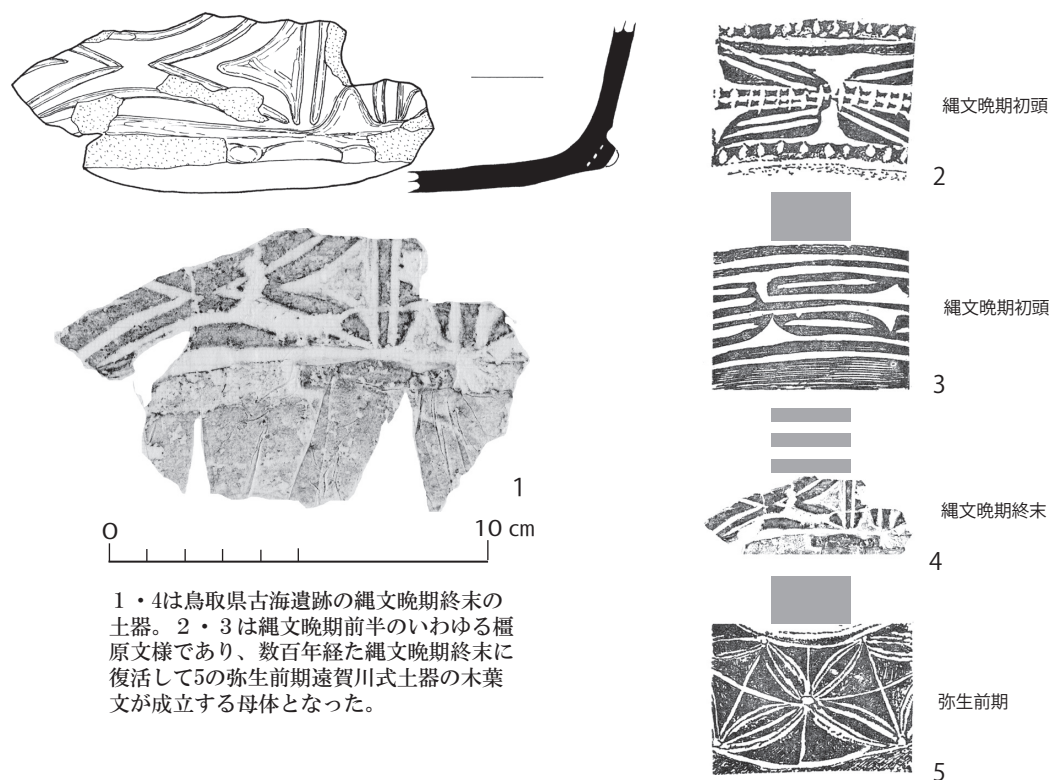 縄文晩期初頭
2
縄文晩期初頭
3
1
0 10 cm
縄文晩期終末
4
1・4は鳥取県古海遺跡の縄文晩期終末の
土器。2・3は縄文晩期前半のいわゆる橿
原文様であり、数百年経た縄文晩期終末に
復活して5の弥生前期遠賀川式土器の木葉
文が成立する母体となった。
弥生前期
5